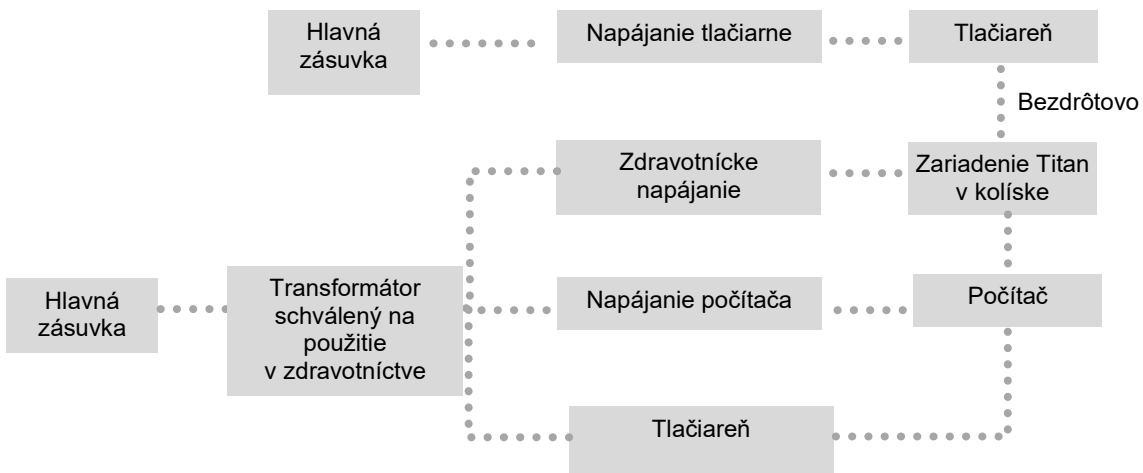 Hlavná
zásuvka
Napájanie tlačiarne
Tlačiareň
Bezdrôtovo
Zdravotnícke
napájanie
Zariadenie Titan
v kolíske
Hlavná
zásuvka
Transformátor
schválený na
použitie
v zdravotníctve
Napájanie počítača
Počítač
Tlačiareň